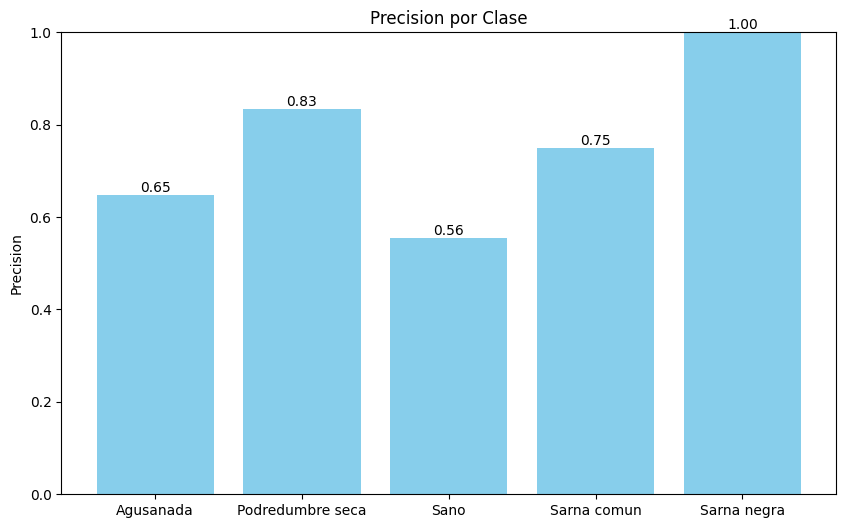 Precision por Clase
Precision
1.0
0.8
0.6
0.4
0.2
0.0
0.65
0.83
0.56
0.75
1.00
Agusanada
Podredumbre seca
Sano
Sarna comun
Sarna negra